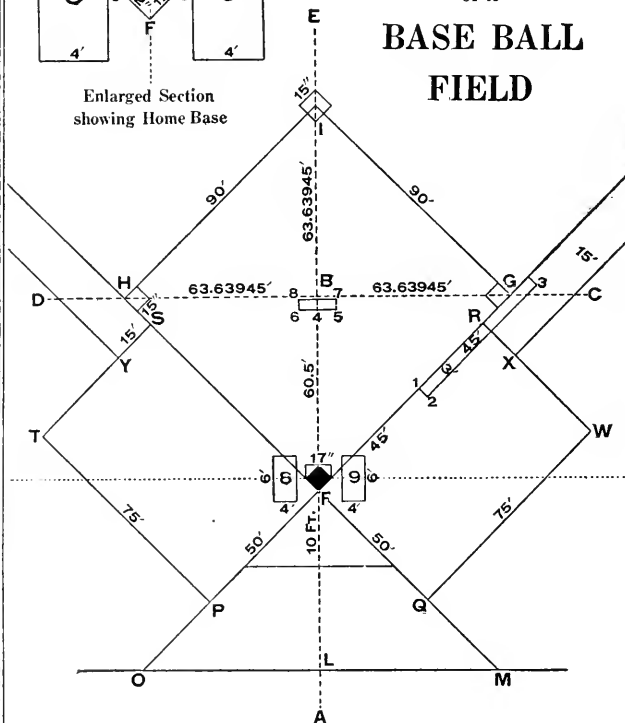 F
4'
4'
Enlarged Section
showing Home Base
BASE BALL
FIELD
E
15"
I
90'
63.63945'
90'
15'
H
63.63945'
B
63.63945'
G
3
D
8
7
C
15"
S
6
4
5
R
15'
45'
X
Y
1
2
3'
60.5'
T
W
45'
17"
6'
8
9
6'
4'
4'
F
75'
75'
50'
10 FT.
50'
P
Q
O
L
M
A